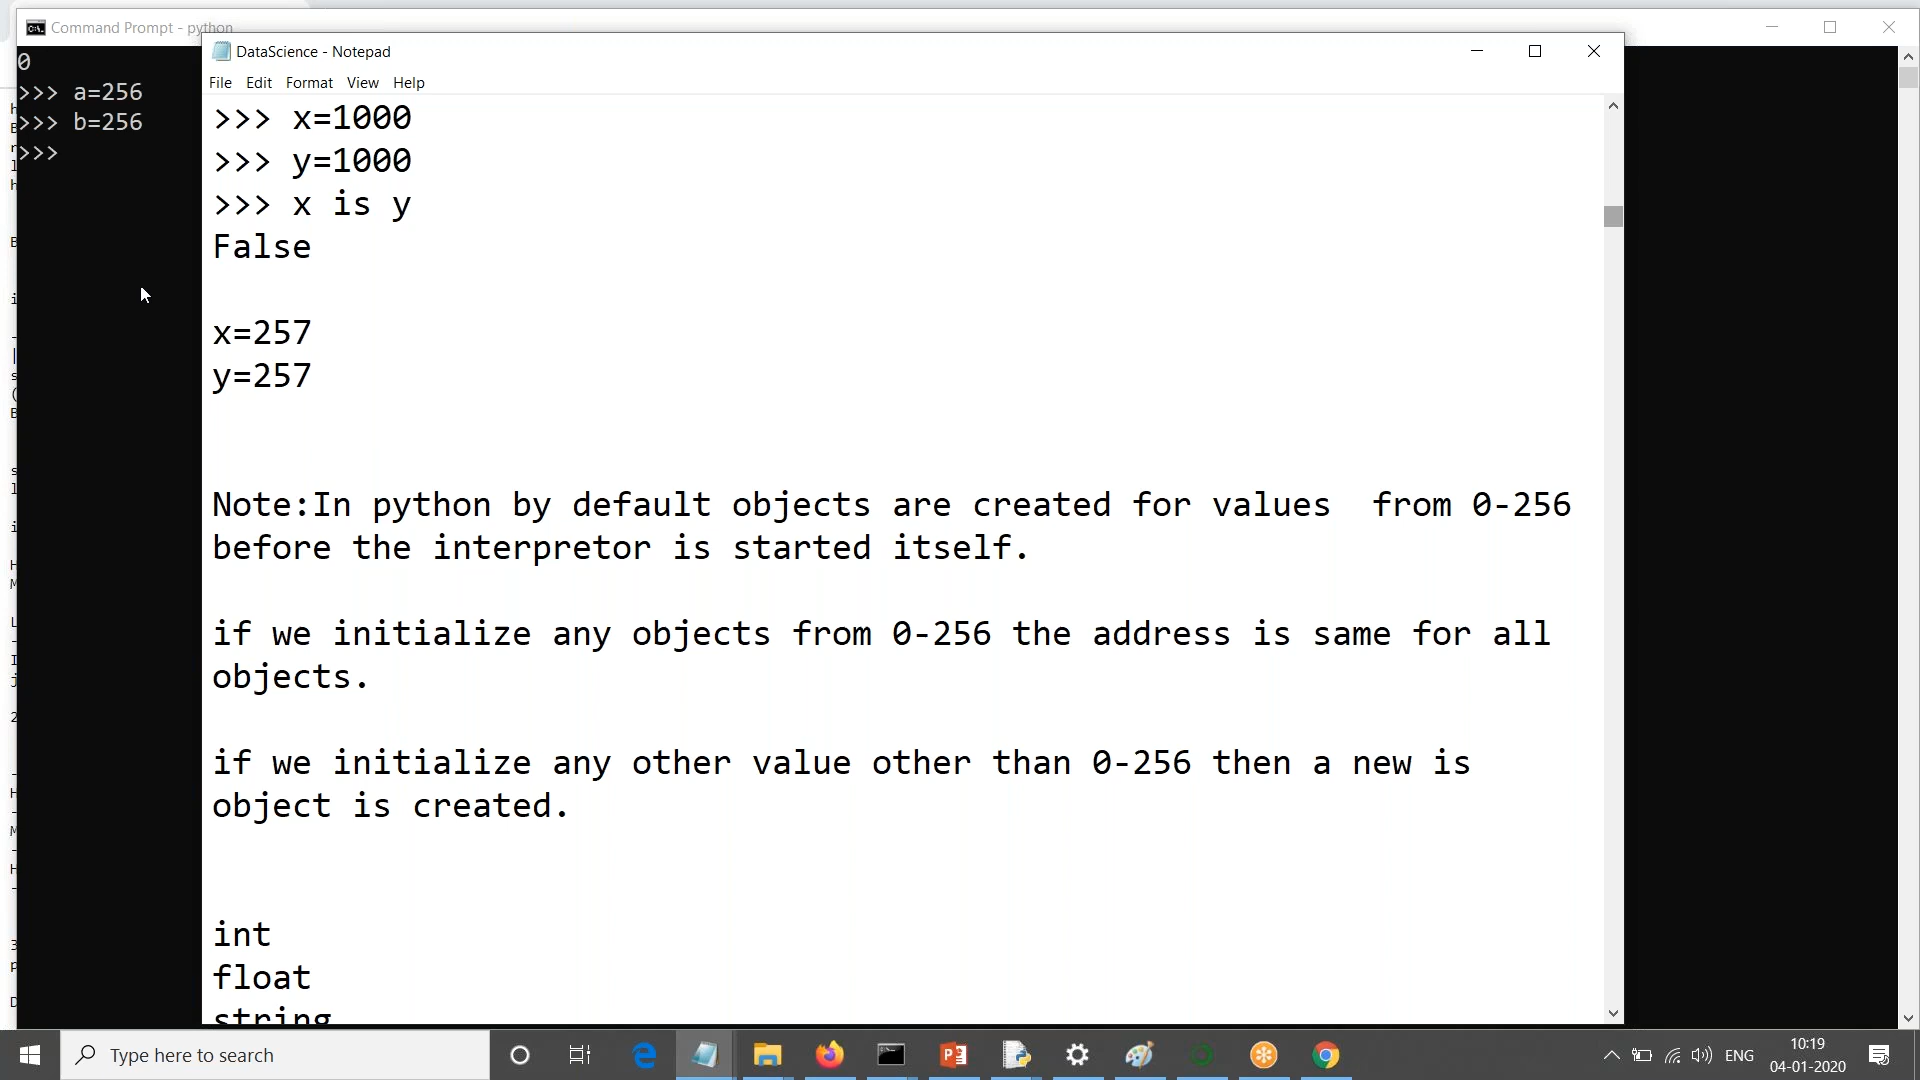 Command Prompt - python
0
>>> a=256
>>> b=256
>>>
DataScience - Notepad
File Edit Format View Help
>>> x=1000
>>> y=1000
>>> x is y
False
x=257
y=257
Note:In python by default objects are created for values  from 0-256
before the interpretor is started itself.
if we initialize any objects from 0-256 the address is same for all
objects.
if we initialize any other value other than 0-256 then a new is
object is created.
int
float
string
Type here to search
ENG
10:19
04-01-2020